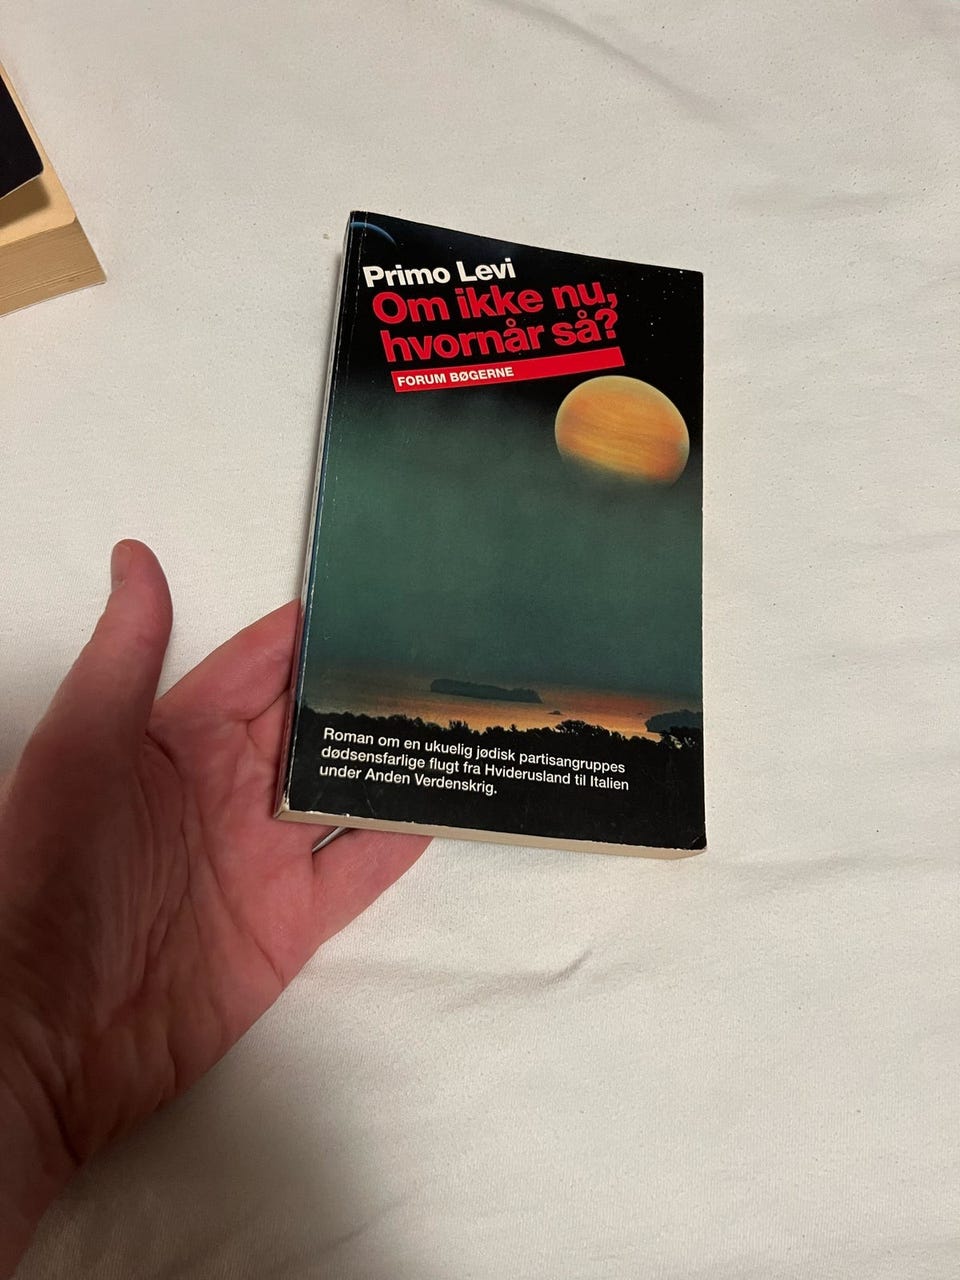 Primo Levi
Om ikke nu,
hvornår så?
FORUM BØGERNE
Roman om en ukuelig jødisk partisangruppes
dødsensfarlige flugt fra Hviderusland til Italien
under Anden Verdenskrig.